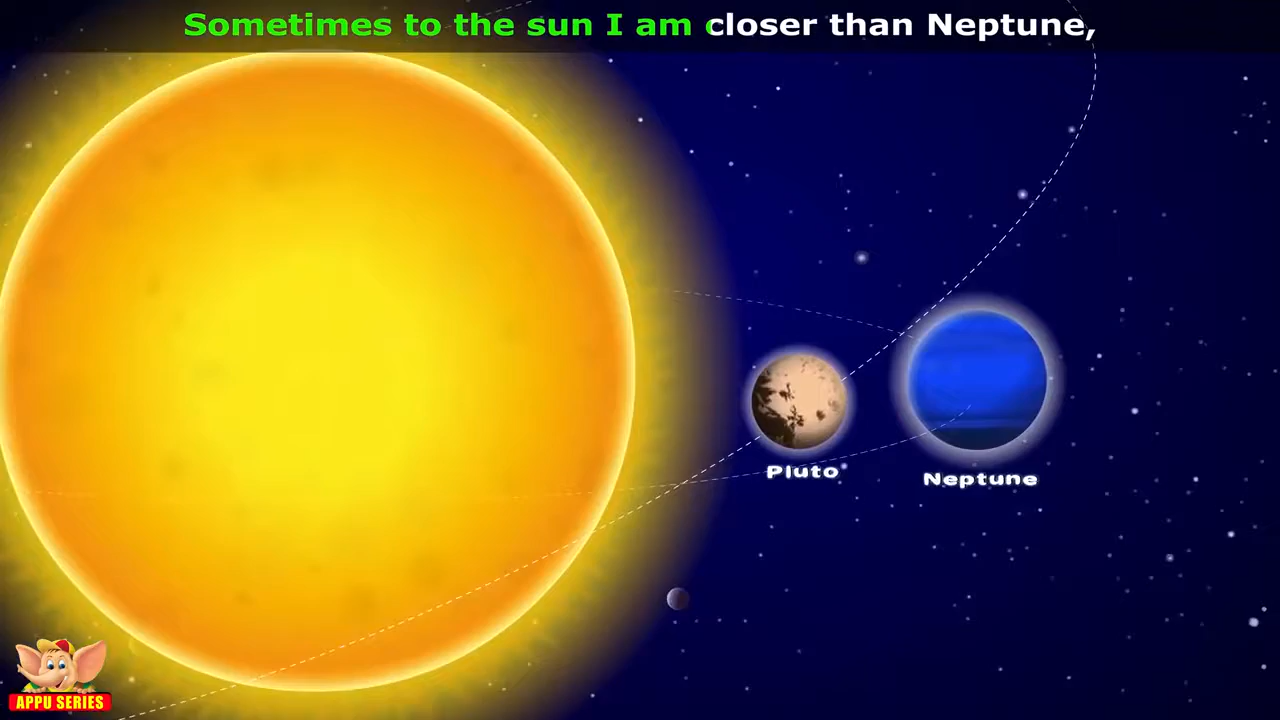 Sometimes to the sun I am closer than Neptune,
Pluto
Neptune
APPU SERIES